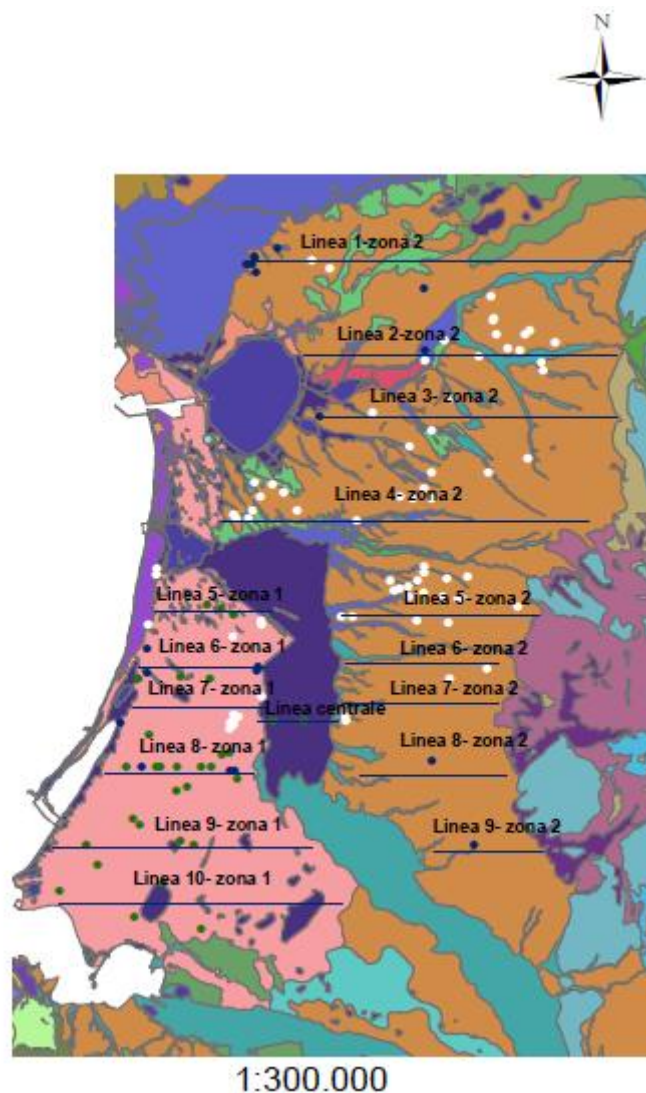 N
Linea 1-zona 2
Linea 2-zona 2
Linea 3- zona 2
Linea 4- zona 2
Linea 5- zona 1
Linea 5- zona 2
Linea 6- zona 1
Linea 6- zona 2
Linea 7- zona 1
Linea 7- zona 2
Linea centrale
Linea 8- zona 1
Linea 8- zona 2
Linea 9- zona 1
Linea 9- zona 2
Linea 10- zona 1
1:300.000